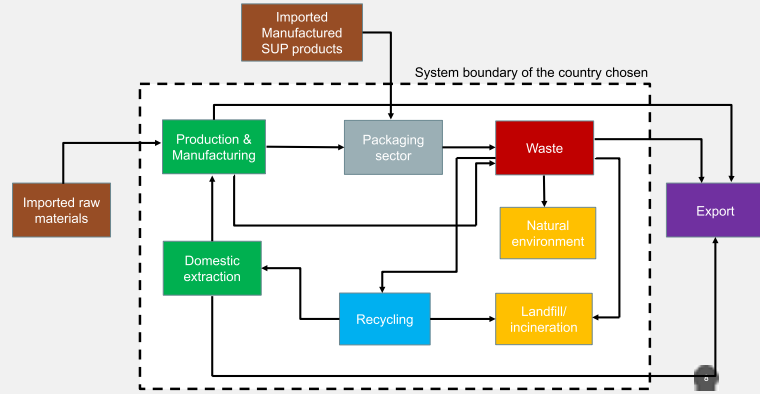 Imported
Manufactured
SUP products
System boundary of the country chosen
Production &
Manufacturing
Packaging
sector
Waste
Imported raw
materials
Export
Natural
environment
Domestic
extraction
Recycling
Landfill/
incineration
8